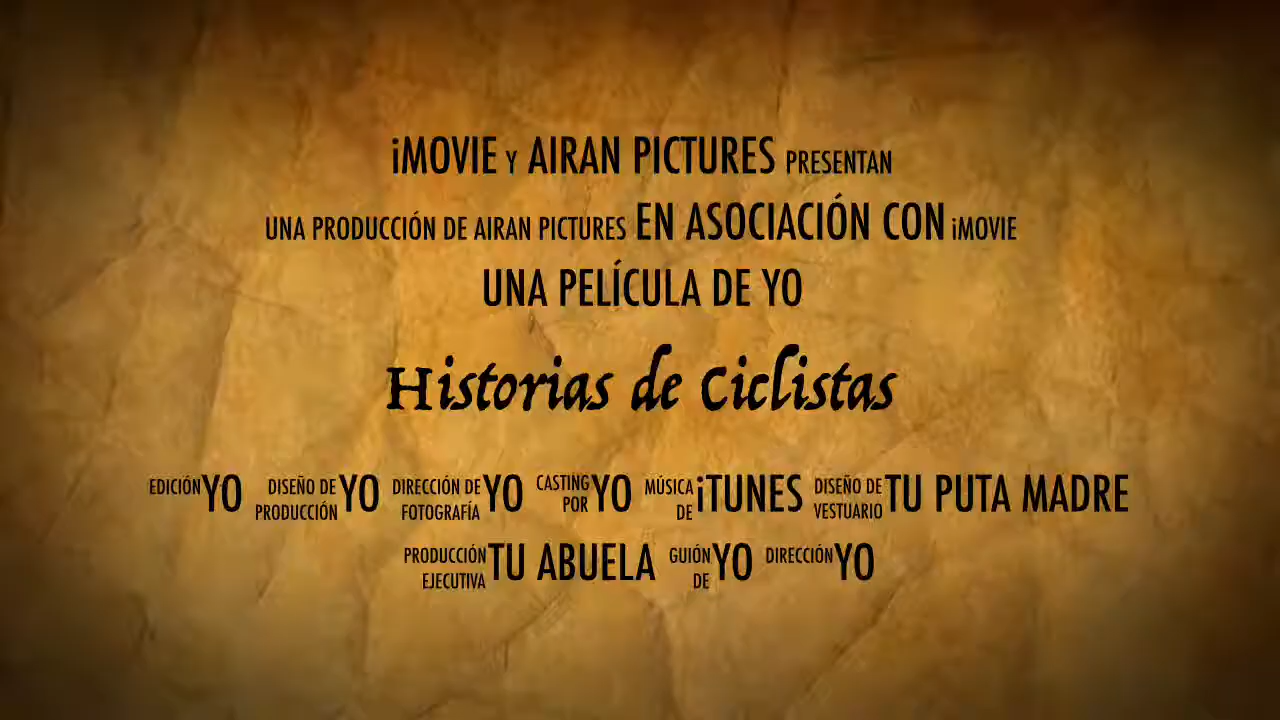 iMOVIE Y AIRAN PICTURES PRESENTAN
UNA PRODUCCIÓN DE AIRAN PICTURES EN ASOCIACIÓN CON iMOVIE
UNA PELÍCULA DE YO
Historias de Ciclistas
EDICIÓN YO DISEÑO DE PRODUCCIÓN YO DIRECCIÓN DE FOTOGRAFÍA YO CASTING POR YO MÚSICA DE iTUNES DISEÑO DE VESTUARIO TU PUTA MADRE
PRODUCCIÓN EJECUTIVA TU ABUELA GUIÓN DE YO DIRECCIÓN YO